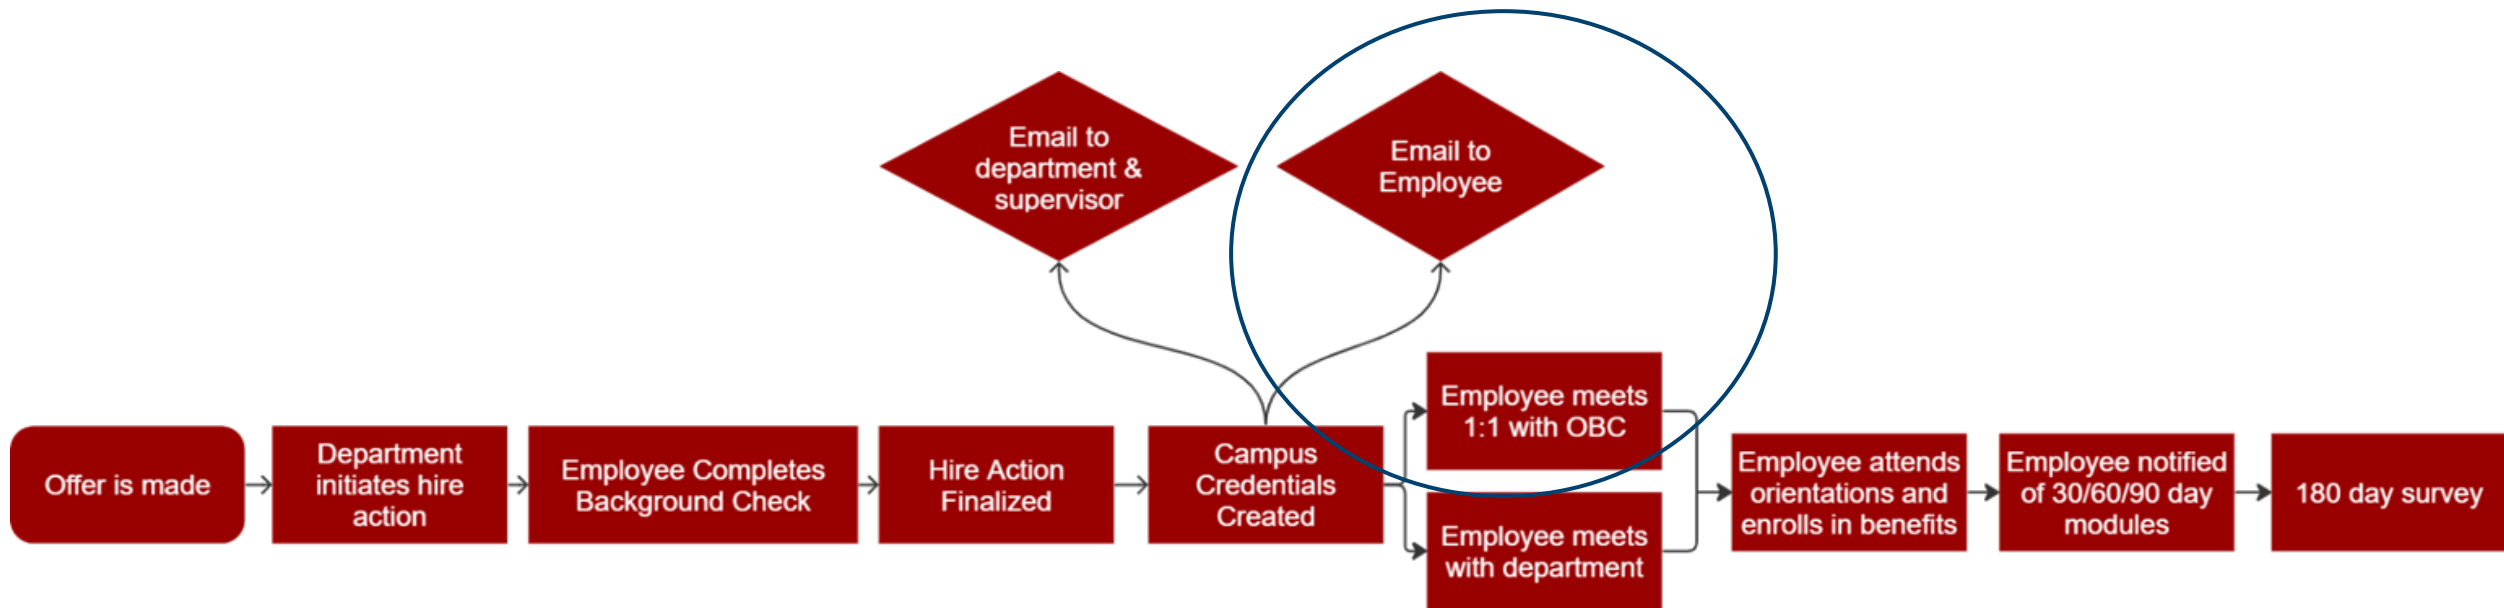 Email to
department &
supervisor
Email to
Employee
Offer is made
Department
initiates hire
action
Employee Completes
Background Check
Hire Action
Finalized
Campus
Credentials
Created
Employee meets
1:1 with OBC
Employee meets
with department
Employee attends
orientations and
enrolls in benefits
Employee notified
of 30/60/90 day
modules
180 day survey